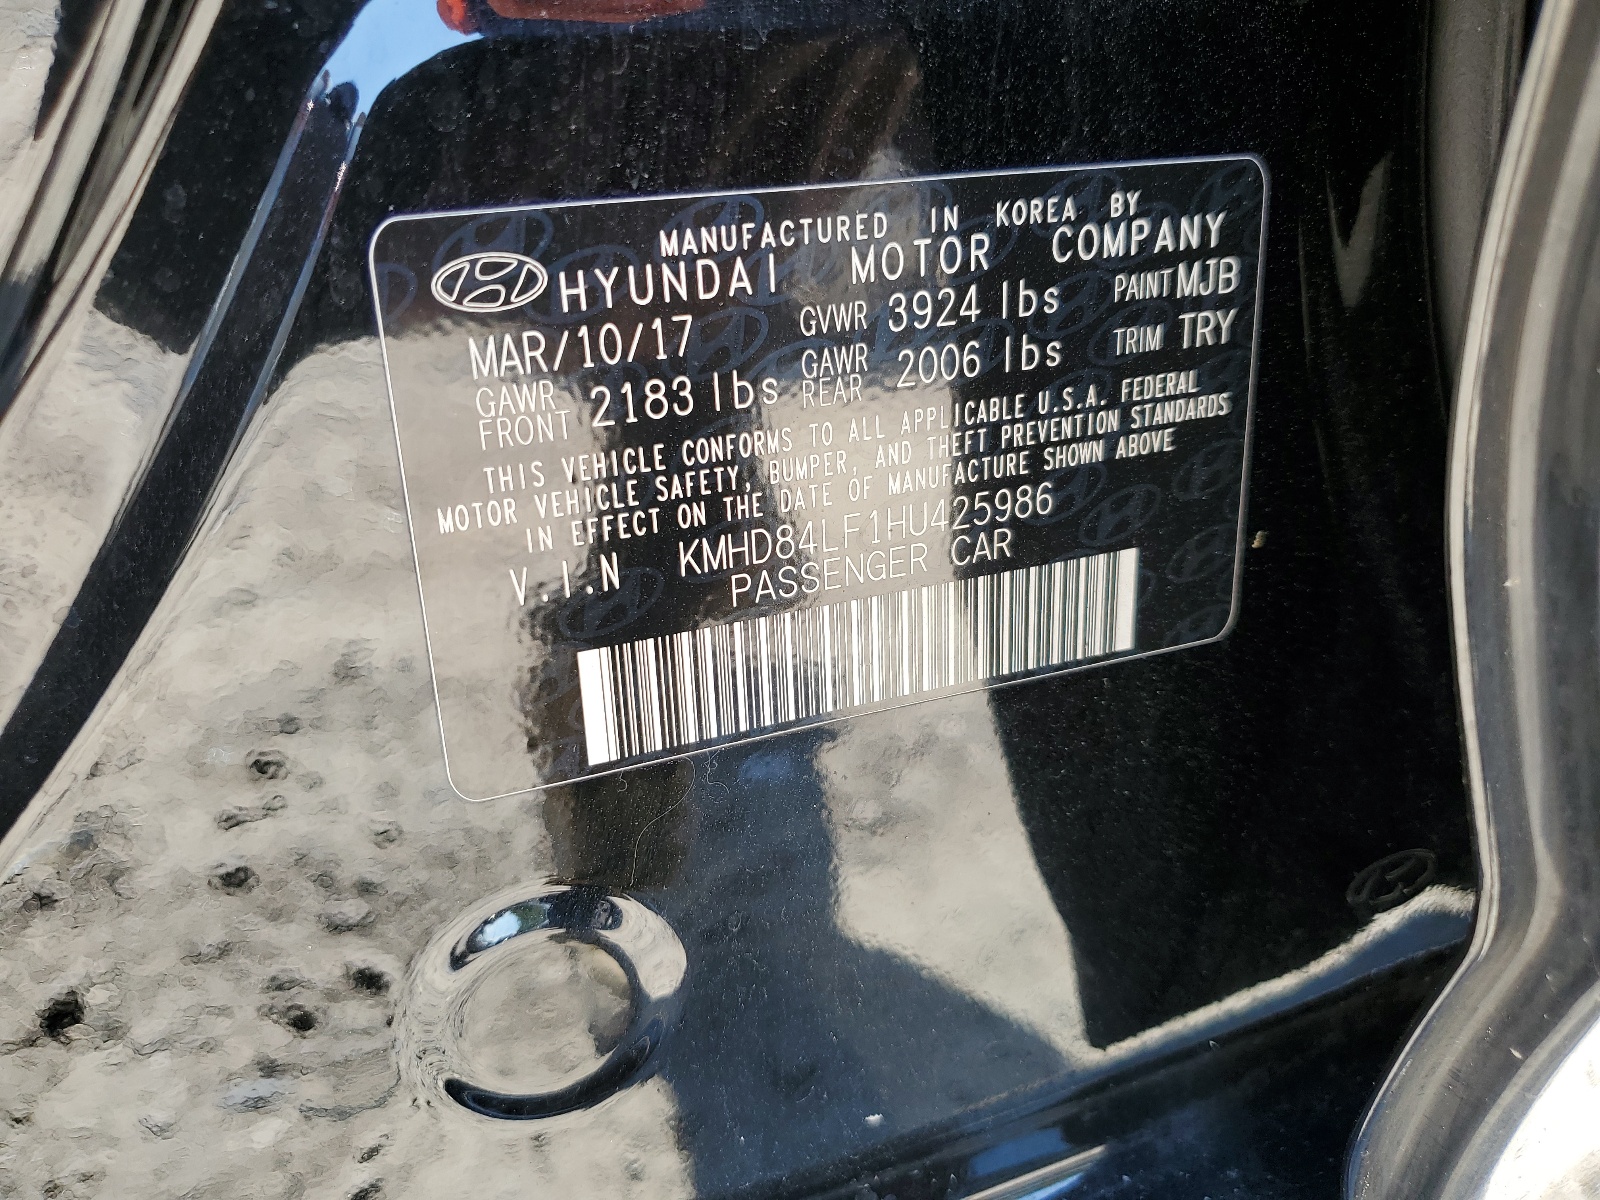 MANUFACTURED IN KOREA BY
HYUNDAI MOTOR COMPANY
MAR/10/17 GVWR 3924 lbs PAINT MJB
GAWR FRONT 2183 lbs GAWR REAR 2006 lbs TRIM TRY
THIS VEHICLE CONFORMS TO ALL APPLICABLE U.S.A. FEDERAL
MOTOR VEHICLE SAFETY, BUMPER, AND THEFT PREVENTION STANDARDS
IN EFFECT ON THE DATE OF MANUFACTURE SHOWN ABOVE
V.I.N KMHD84LF1HU425986
PASSENGER CAR